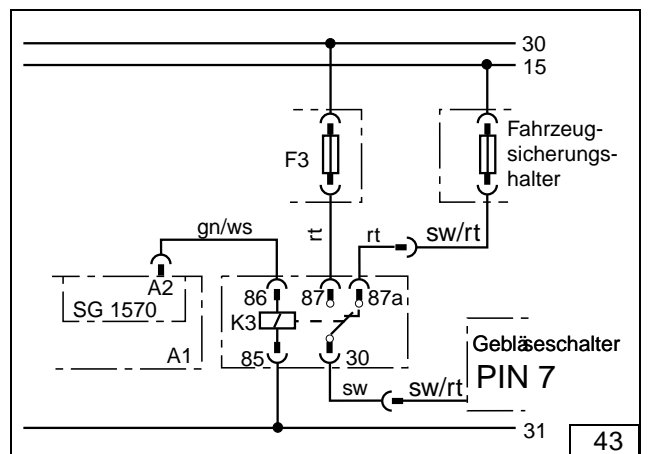 30
15
Fahrzeug-
sicherungs-
halter
F3
gn/ws
rt
rt
sw/rt
A2
SG 1570
A1
86
87
87a
K3
85
30
Gebläseschalter
PIN 7
sw
sw/rt
31
43